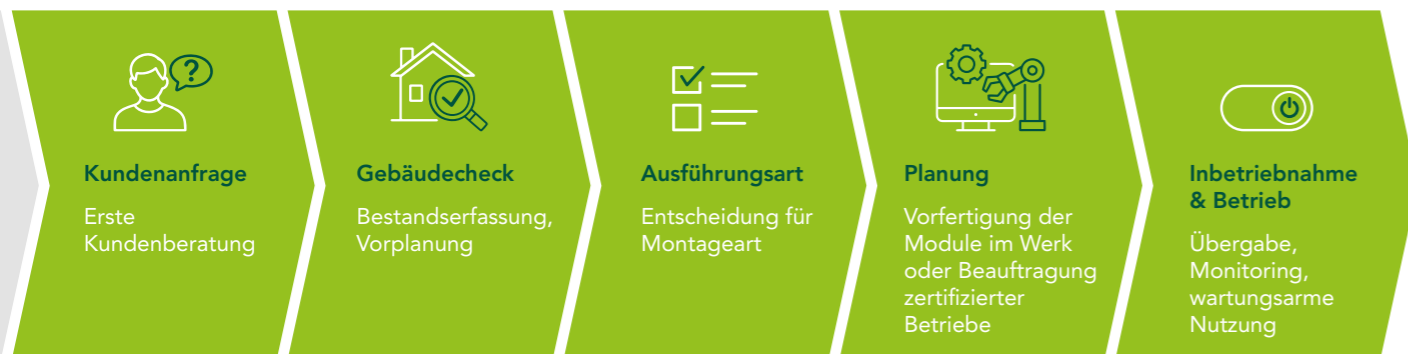 ?
Kundenanfrage
Erste
Kundenberatung
Gebäudecheck
Bestandserfassung,
Vorplanung
Ausführungsart
Entscheidung für
Montageart
Planung
Vorfertigung der
Module im Werk
oder Beauftragung
zertifizierter
Betriebe
Inbetriebnahme
& Betrieb
Übergabe,
Monitoring,
wartungsarme
Nutzung